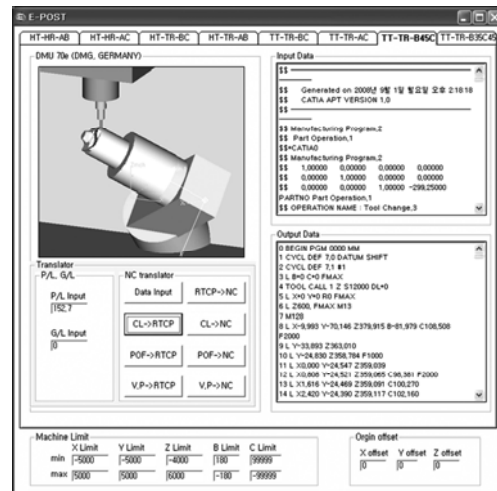 E-POST
HT-HR-AB HT-HR-AC HT-TR-BC HT-TR-AB TT-TR-BC TT-TR-AC TT-TR-B45C TT-TR-B35C45
DMU 70e (DMG, GERMANY)
Input Data
$$
$$ Generated on 2008년 9월 1일 월요일 오후 2:18:18
$$ CATIA APT VERSION 1,0
$$
$$ Manufacturing Program,2
$$ Part Operation,1
$$*CATIA0
$$ Manufacturing Program,2
$$ 1,00000 0,00000 0,00000 0,00000
$$ 0,00000 1,00000 0,00000 0,00000
$$ 0,00000 0,00000 1,00000 -299,25000
PARTNO Part Operation,1
$$ OPERATION NAME : Tool Change,3
Output Data
0 BEGIN PGM 0000 MM
1 CYCL DEF 7,0 DATUM SHIFT
2 CYCL DEF 7,1 #1
3 L B+0 C+0 FMAX
4 TOOL CALL 1 Z S12000 DL+0
5 L X+0 Y+0 R0 FMAX
6 L Z600, FMAX M13
7 M128
8 L X-9,993 Y-70,146 Z379,915 B-81,979 C108,508
F2000
9 L Y-33,893 Z363,010
10 L Y-24,830 Z358,784 F1000
11 L X0,000 Y-24,547 Z359,039
12 L X0,808 Y-24,521 Z359,065 C98,381 F2000
13 L X1,616 Y-24,469 Z359,091 C100,270
14 L X2,420 Y-24,390 Z359,117 C102,160
Translator
P/L, G/L
P/L Input
152,7
G/L Input
0
NC translator
Data Input RTCP->NC
CL->RTCP CL->NC
POF->RTCP POF->NC
V,P->RTCP V,P->NC
Machine Limit
X Limit Y Limit Z Limit B Limit C Limit
min -5000 -5000 -4000 180 99999
max 5000 5000 6000 -180 -99999
Orgin offset
X offset Y offset Z offset
0 0 0